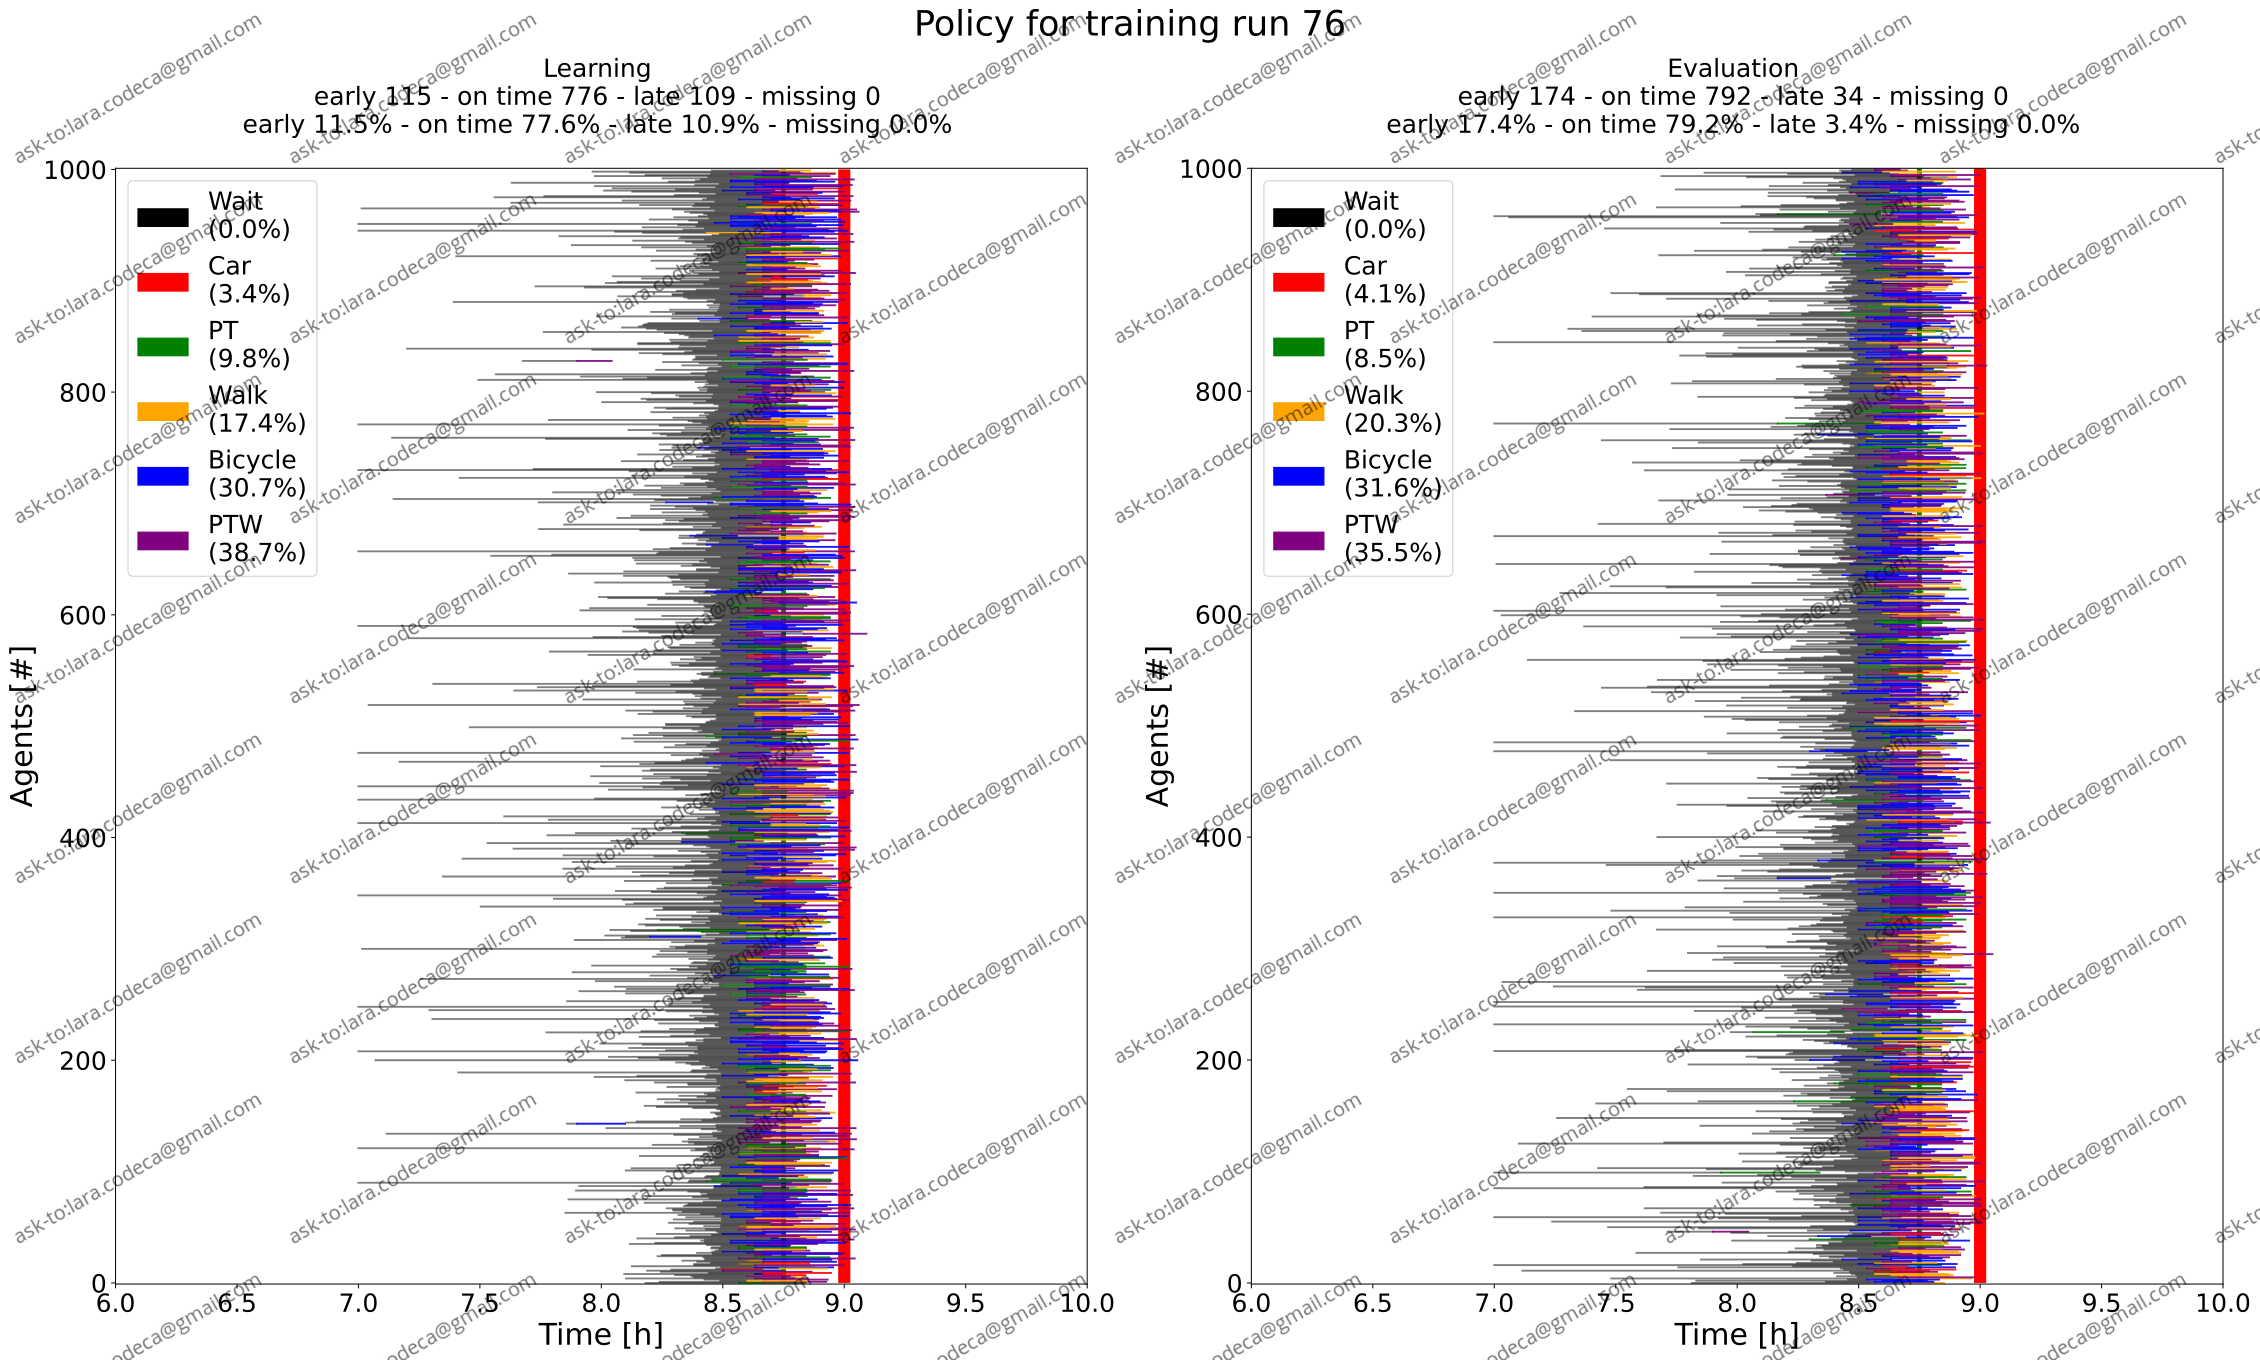 Policy for training run 76
Learning
early 115 - on time 776 - late 109 - missing 0
early 11.5% - on time 77.6% - late 10.9% - missing 0.0%
1000
800
600
400
200
0
Agents [#]
Wait
(0.0%)
Car
(3.4%)
PT
(9.8%)
Walk
(17.4%)
Bicycle
(30.7%)
PTW
(38.7%)
6.0 6.5 7.0 7.5 8.0 8.5 9.0 9.5 10.0
Time [h]
Evaluation
early 174 - on time 792 - late 34 - missing 0
early 17.4% - on time 79.2% - late 3.4% - missing 0.0%
1000
800
600
400
200
0
Agents [#]
Wait
(0.0%)
Car
(4.1%)
PT
(8.5%)
Walk
(20.3%)
Bicycle
(31.6%)
PTW
(35.5%)
6.0 6.5 7.0 7.5 8.0 8.5 9.0 9.5 10.0
Time [h]
ask-to:lara.codeca@gmail.com